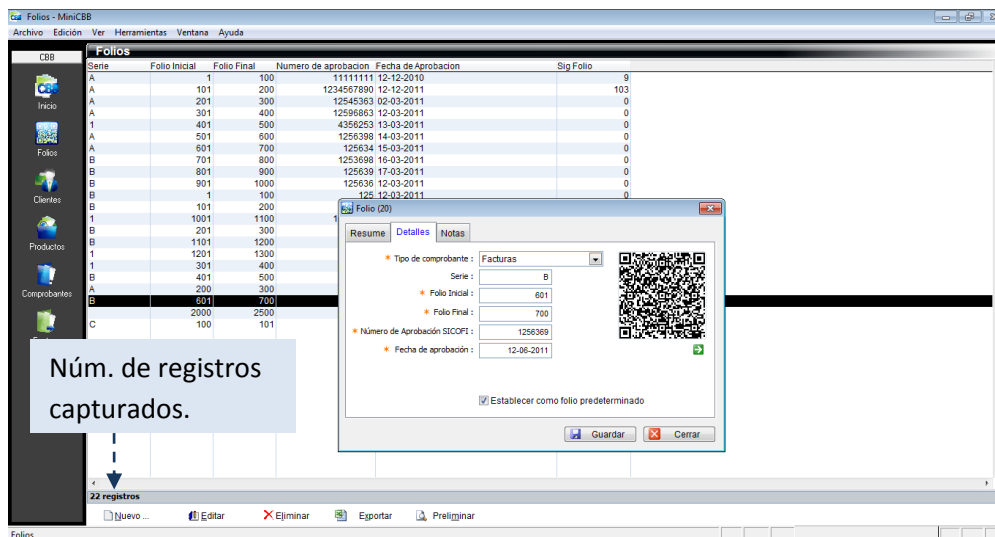 Folios - MiniCBB
Archivo Edición Ver Herramientas Ventana Ayuda
CBB
Inicio
Folios
Clientes
Productos
Comprobantes
Folios
Serie Folio Inicial Folio Final Numero de aprobacion Fecha de Aprobacion Sig Folio
A 1 100 11111111 12-12-2010 9
A 101 200 1234567890 12-12-2011 103
A 201 300 12545363 02-03-2011 0
A 301 400 12596863 12-03-2011 0
1 401 500 4356253 13-03-2011 0
A 501 600 1256398 14-03-2011 0
A 601 700 125634 15-03-2011 0
B 701 800 1253698 16-03-2011 0
B 801 900 125639 17-03-2011 0
B 901 1000 125636 12-03-2011 0
B 1 100 125 12-03-2011 0
B 101 200
1 1001 1100
B 201 300
B 1101 1200
1 1201 1300
1 301 400
B 401 500
A 200 300
B 601 700
2000 2500
C 100 101
Folio (20)
Resume Detalles Notas
* Tipo de comprobante : Facturas
Serie : B
* Folio Inicial : 601
* Folio Final : 700
* Número de Aprobación SICOFI : 1256369
* Fecha de aprobación : 12-06-2011
Establecer como folio predeterminado
Guardar Cerrar
Núm. de registros
capturados.
22 registros
Nuevo ... Editar Eliminar Exportar Preliminar
Folios